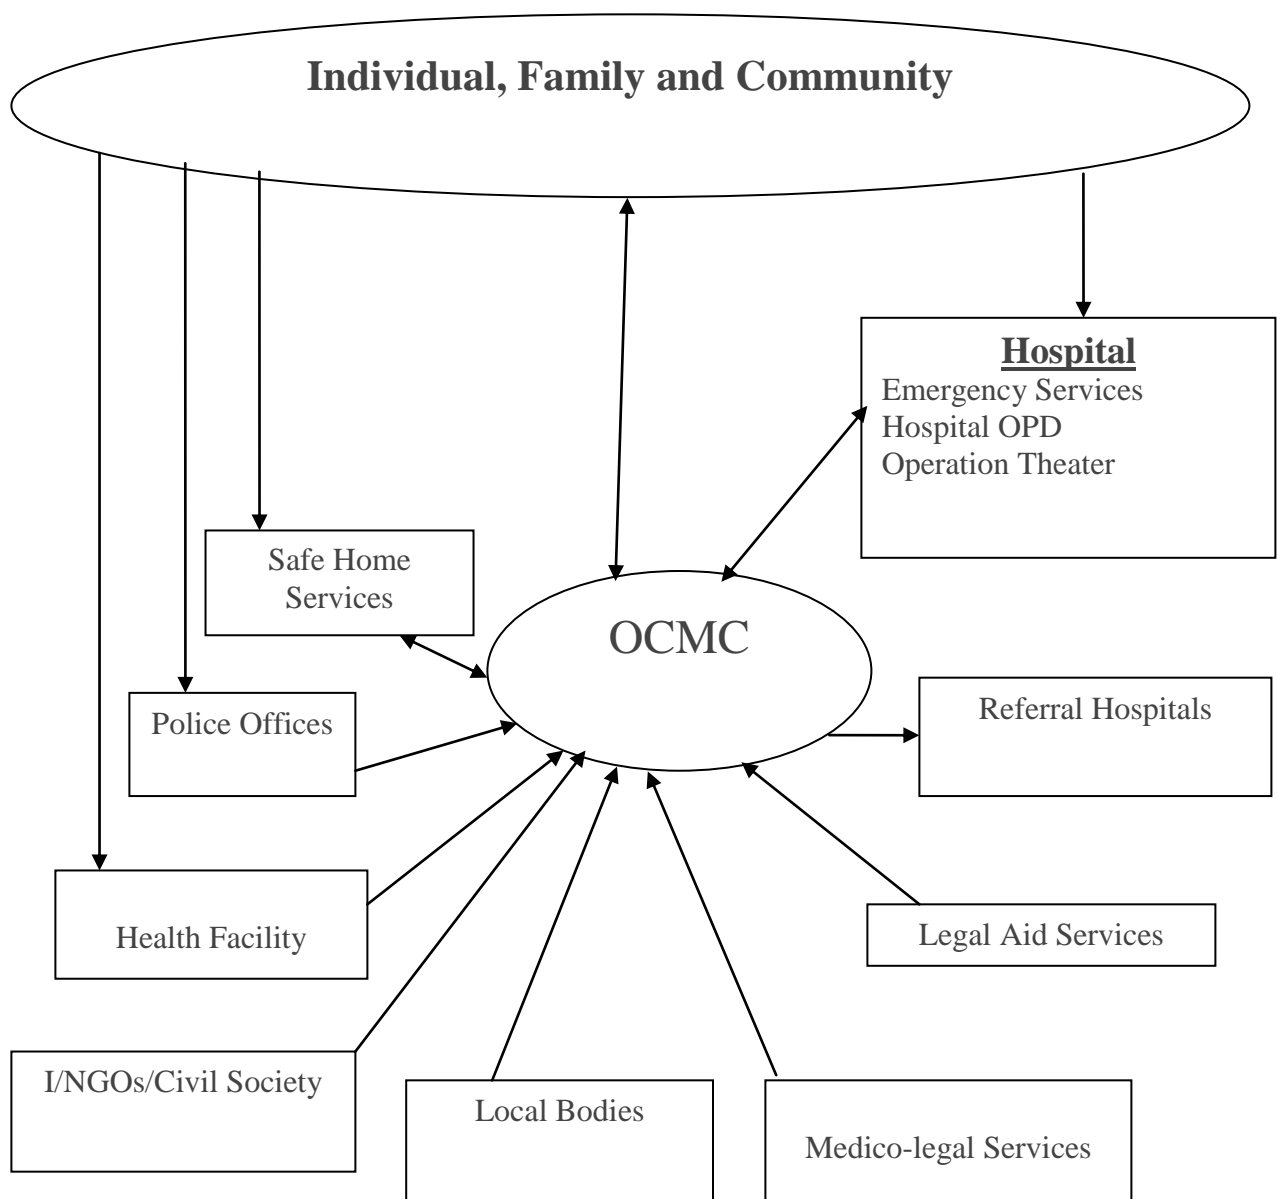 Individual, Family and Community
Hospital
Emergency Services
Hospital OPD
Operation Theater
Safe Home
Services
OCMC
Police Offices
Referral Hospitals
Health Facility
Legal Aid Services
I/NGOs/Civil Society
Local Bodies
Medico-legal Services